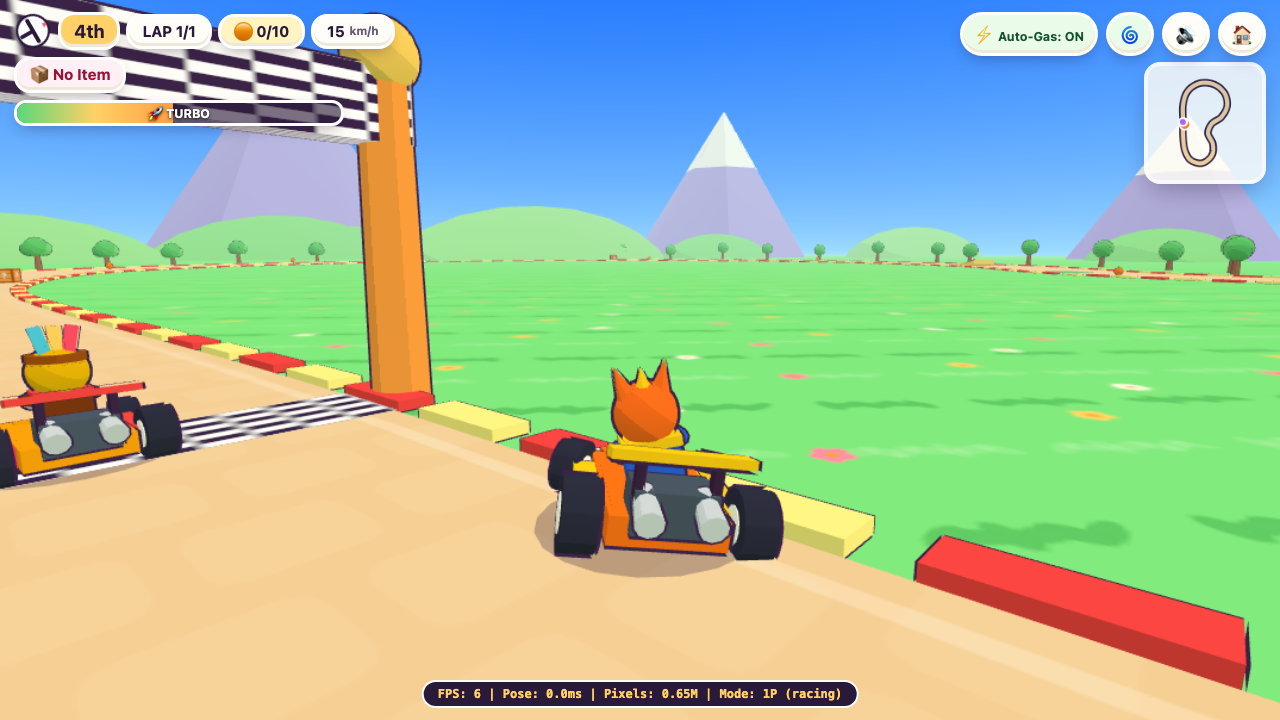 4th
LAP 1/1
0/10
15 km/h
Auto-Gas: ON
No Item
TURBO
FPS: 6 | Pose: 0.0ms | Pixels: 0.65M | Mode: 1P (racing)